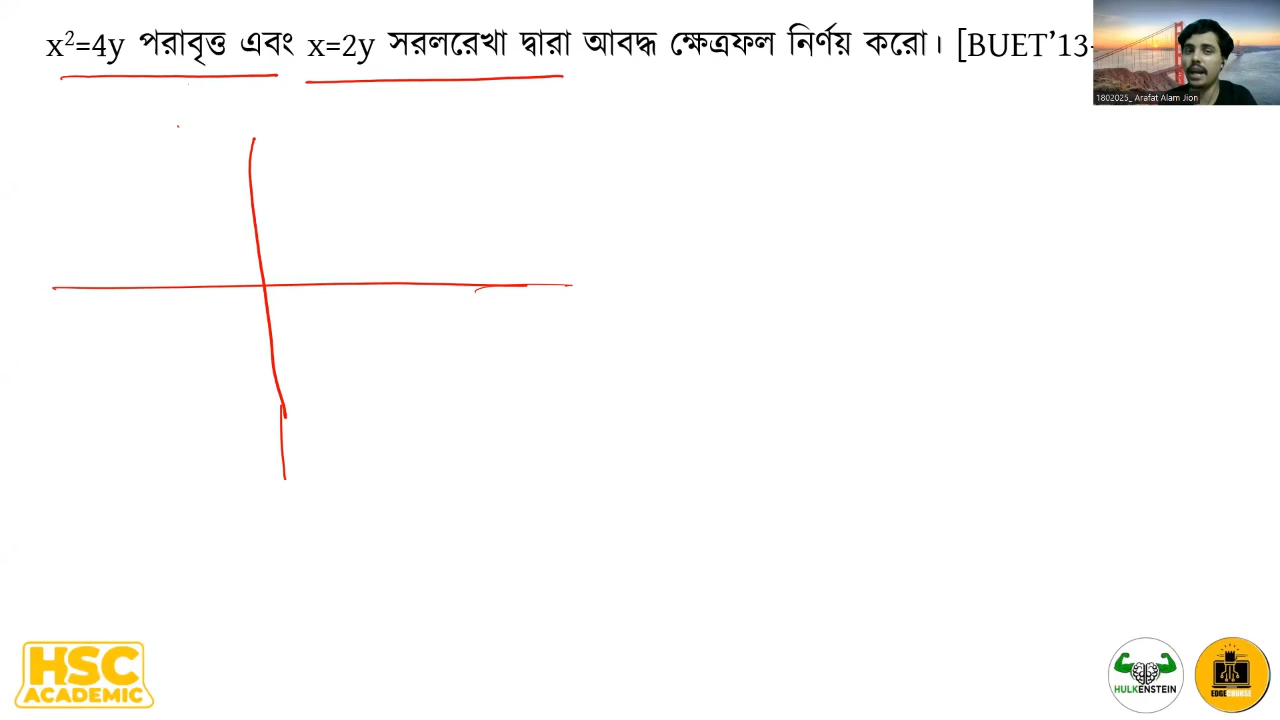 x²=4y পরাবৃত্ত এবং x=2y সরলরেখা দ্বারা আবদ্ধ ক্ষেত্রফল নির্ণয় করো। [BUET’13-
1802025_ Arafat Alam Jion
HSC
ACADEMIC
HULKENSTEIN
EDGECOURSE